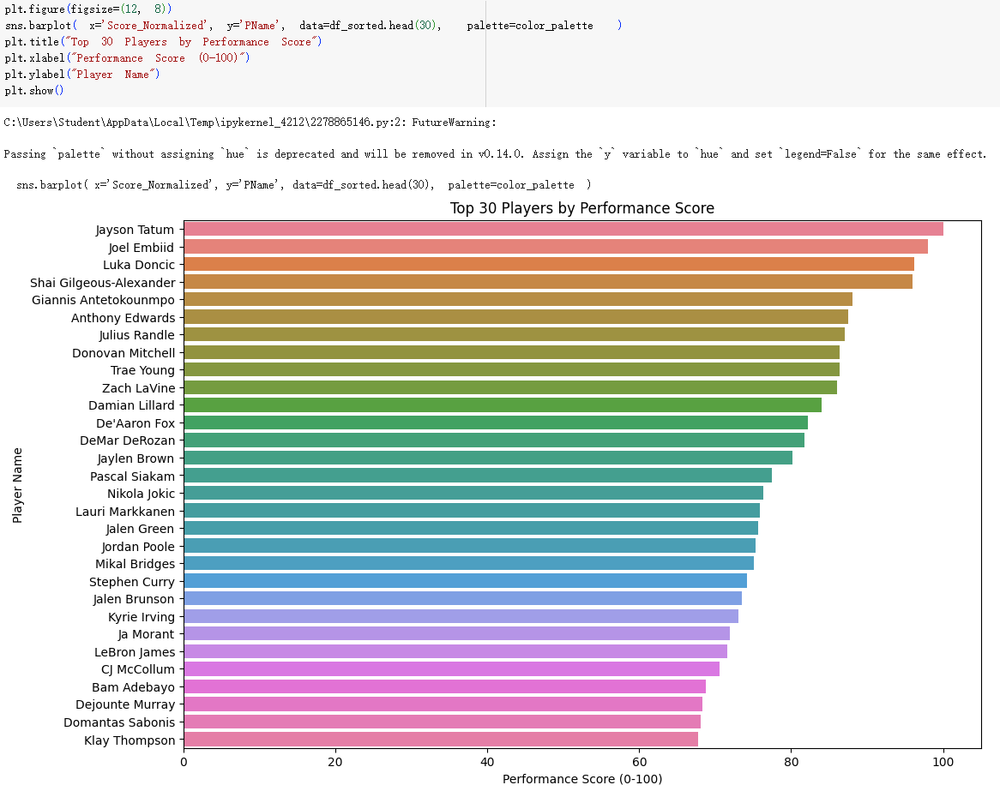 plt.figure(figsize=(12, 8))
sns.barplot( x='Score_Normalized', y='PName', data=df_sorted.head(30), palette=color_palette )
plt.title("Top 30 Players by Performance Score")
plt.xlabel("Performance Score (0-100)")
plt.ylabel("Player Name")
plt.show()
C:\Users\Student\AppData\Local\Temp\ipykernel_4212\2278865146.py:2: FutureWarning:
Passing `palette` without assigning `hue` is deprecated and will be removed in v0.14.0. Assign the `y` variable to `hue` and set `legend=False` for the same effect.
sns.barplot( x='Score_Normalized', y='PName', data=df_sorted.head(30), palette=color_palette )
Top 30 Players by Performance Score
Player Name
Jayson Tatum
Joel Embiid
Luka Doncic
Shai Gilgeous-Alexander
Giannis Antetokounmpo
Anthony Edwards
Julius Randle
Donovan Mitchell
Trae Young
Zach LaVine
Damian Lillard
De'Aaron Fox
DeMar DeRozan
Jaylen Brown
Pascal Siakam
Nikola Jokic
Lauri Markkanen
Jalen Green
Jordan Poole
Mikal Bridges
Stephen Curry
Jalen Brunson
Kyrie Irving
Ja Morant
LeBron James
CJ McCollum
Bam Adebayo
Dejounte Murray
Domantas Sabonis
Klay Thompson
0 20 40 60 80 100
Performance Score (0-100)